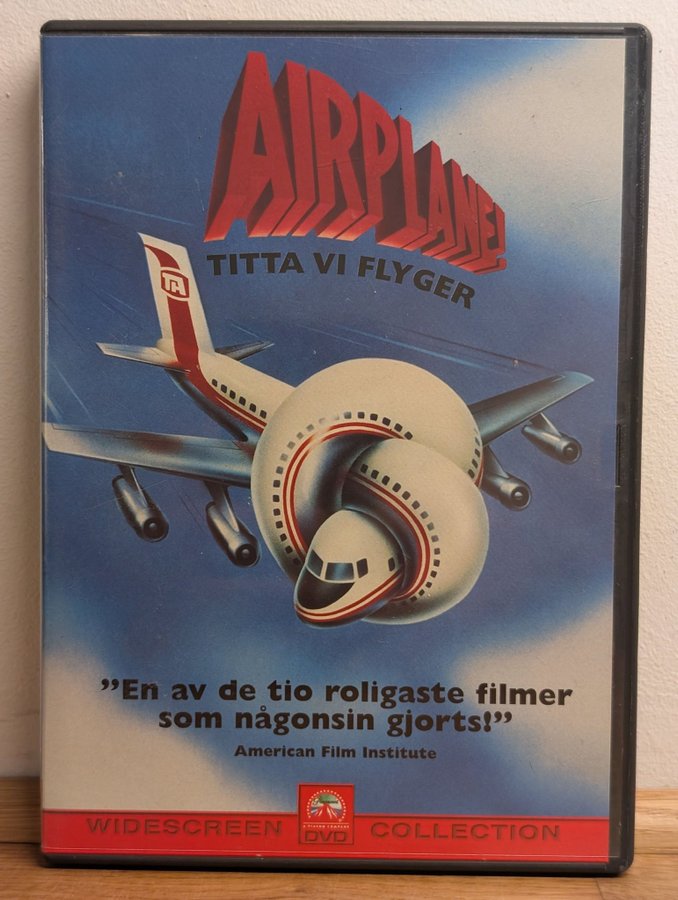 AIRPLANE!
TITTA VI FLYGER
TA
”En av de tio roligaste filmer
som någonsin gjorts!”
American Film Institute
WIDESCREEN DVD COLLECTION